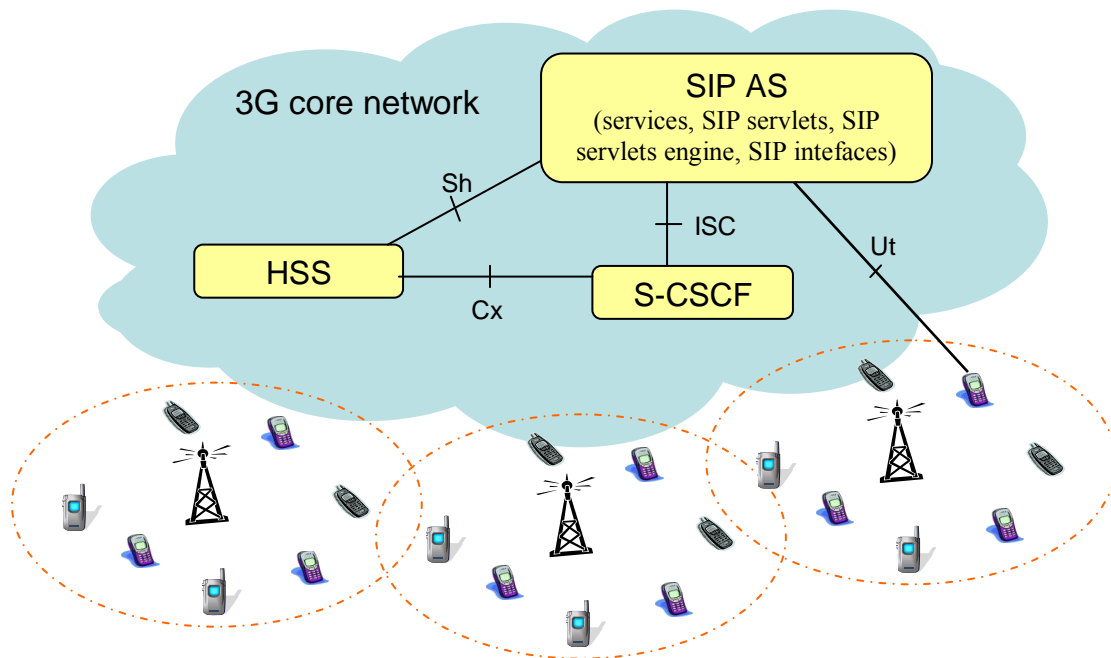 3G core network
SIP AS
(services, SIP servlets, SIP
servlets engine, SIP intefaces)
Sh
ISC
Ut
HSS
Cx
S-CSCF